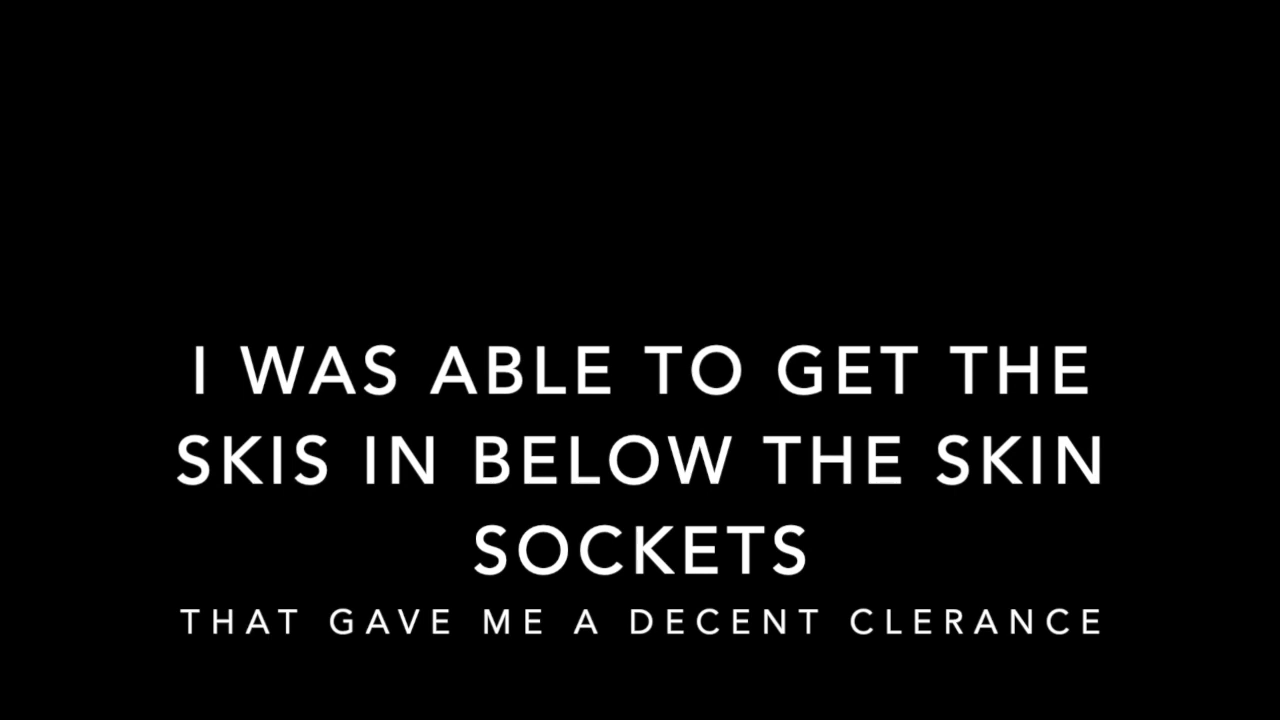 I WAS ABLE TO GET THE
SKIS IN BELOW THE SKIN
SOCKETS
THAT GAVE ME A DECENT CLERANCE